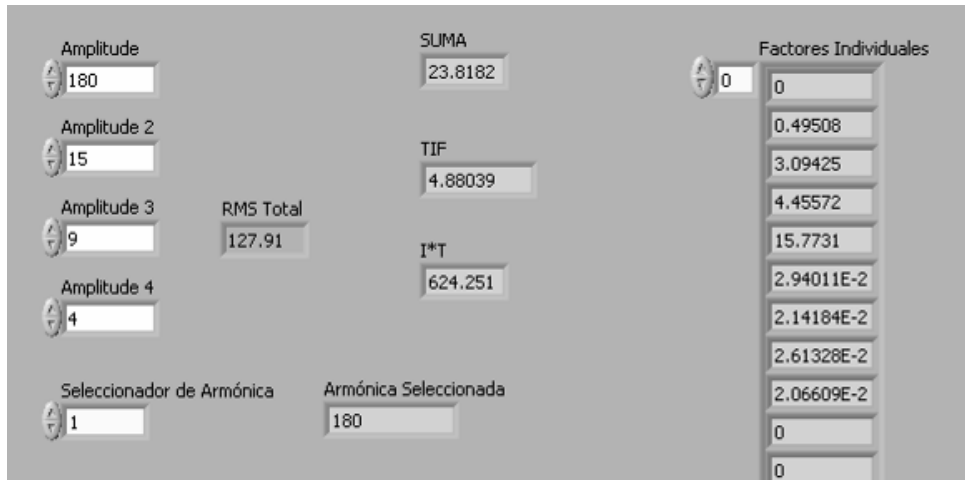 Amplitude
180
Amplitude 2
15
Amplitude 3
9
Amplitude 4
4
Seleccionador de Armónica
1
RMS Total
127.91
SUMA
23.8182
TIF
4.88039
I*T
624.251
Armónica Seleccionada
180
Factores Individuales
0
0
0.49508
3.09425
4.45572
15.7731
2.94011E-2
2.14184E-2
2.61328E-2
2.06609E-2
0
0